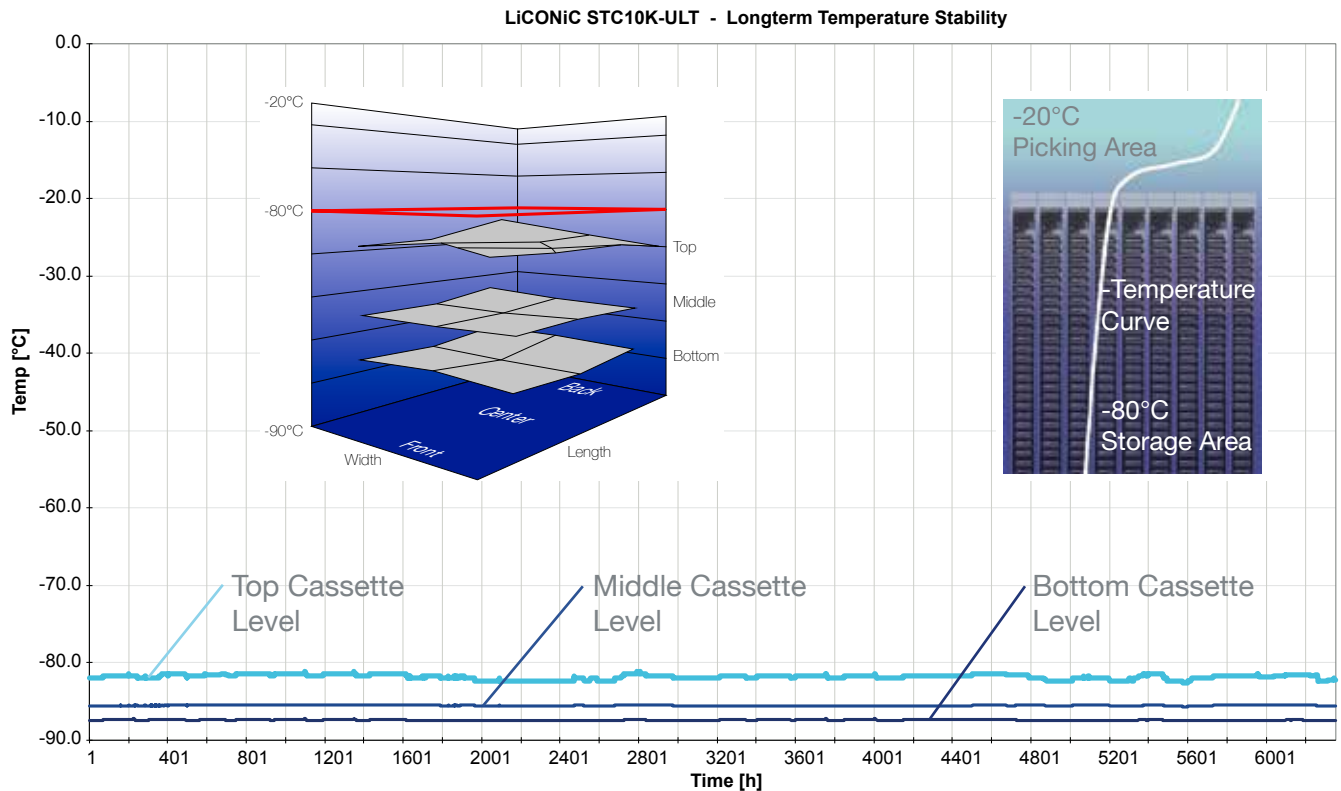 LiCONiC STC10K-ULT  -  Longterm Temperature Stability
0.0
-10.0
-20.0
-30.0
-40.0
-50.0
-60.0
-70.0
-80.0
-90.0
Temp [°C]
-20°C
-80°C
-90°C
Top
Middle
Bottom
Back
Center
Front
Width
Length
-20°C
Picking Area
-Temperature
Curve
-80°C
Storage Area
Top Cassette
Level
Middle Cassette
Level
Bottom Cassette
Level
1 401 801 1201 1601 2001 2401 2801 3201 3601 4001 4401 4801 5201 5601 6001
Time [h]